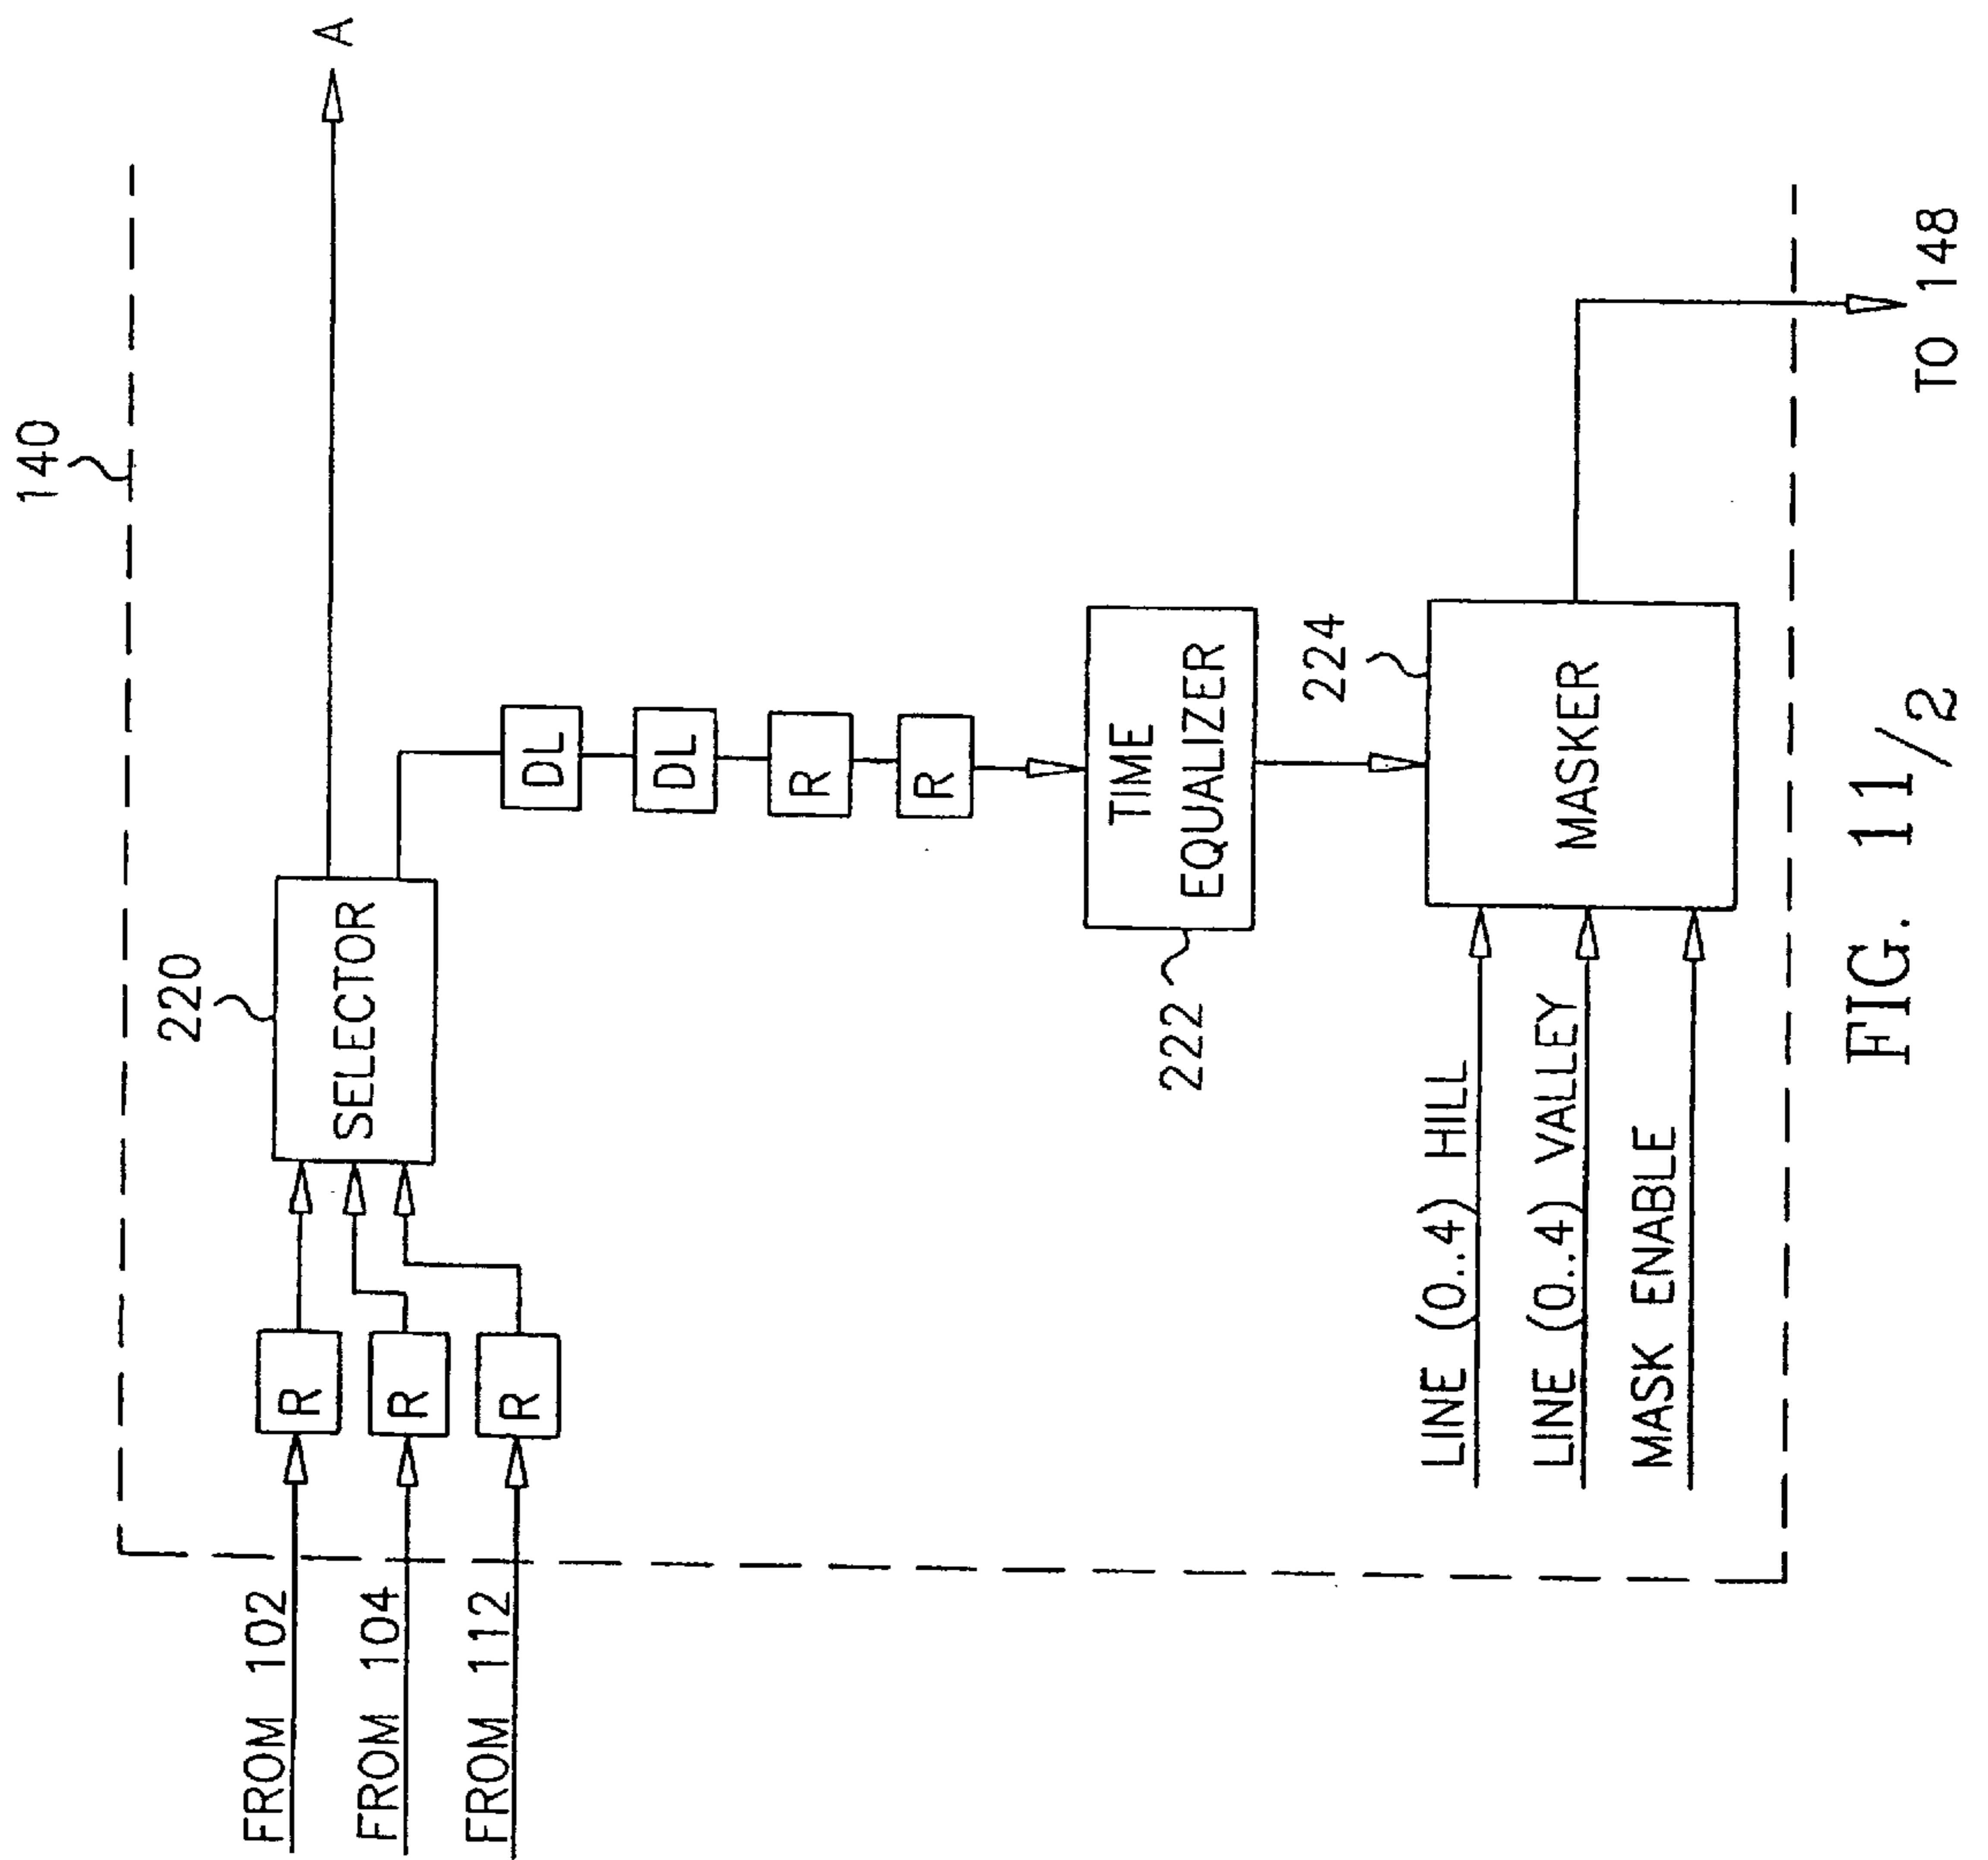 140
A
220
FROM 102
R
SELECTOR
FROM 104
R
FROM 112
R
DL
DL
R
R
222
TIME
EQUALIZER
224
LINE (0..4) HILL
LINE (0..4) VALLEY
MASK ENABLE
MASKER
TO 148
FIG. 11/2